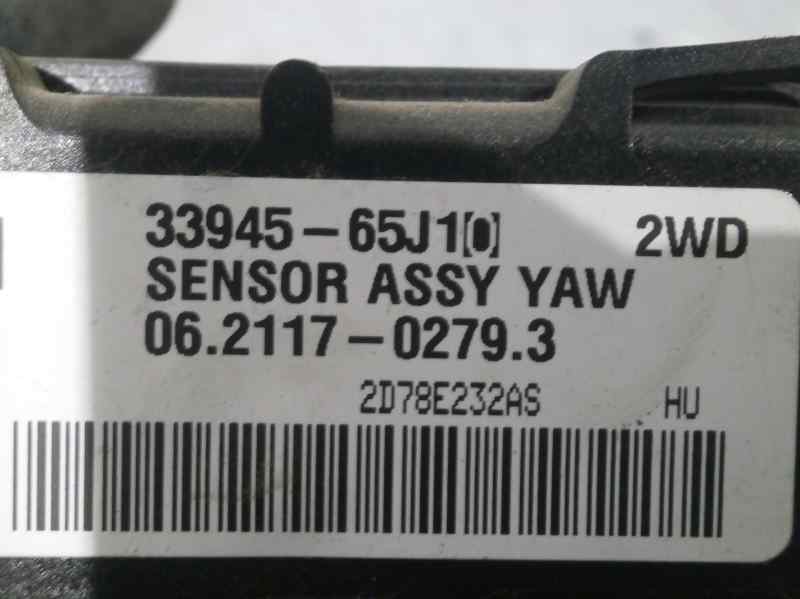 33945-65J1[0] 2WD
SENSOR ASSY YAW
06.2117-0279.3
2D78E232AS HU